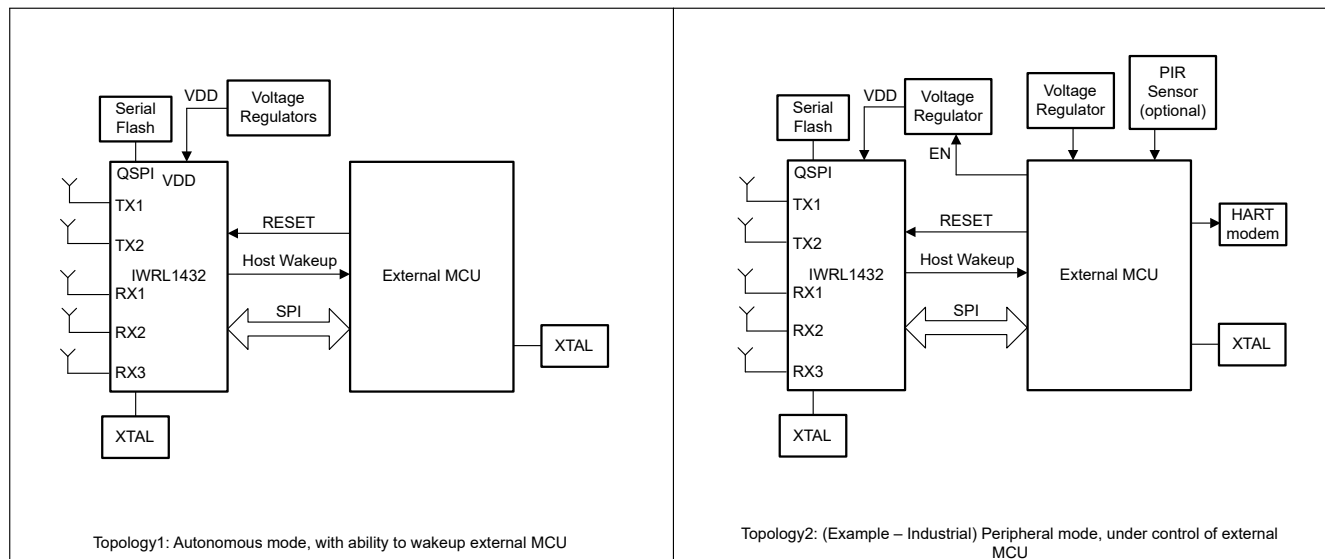 VDD
Voltage
Regulators
Serial
Flash
QSPI
VDD
TX1
TX2
IWRL1432
RX1
RX2
RX3
RESET
Host Wakeup
SPI
External MCU
XTAL
XTAL
Topology1: Autonomous mode, with ability to wakeup external MCU
PIR
Sensor
(optional)
Voltage
Regulator
VDD
Voltage
Regulator
Serial
Flash
EN
QSPI
TX1
TX2
IWRL1432
RX1
RX2
RX3
RESET
Host Wakeup
SPI
External MCU
HART
modem
XTAL
XTAL
Topology2: (Example – Industrial) Peripheral mode, under control of external
MCU